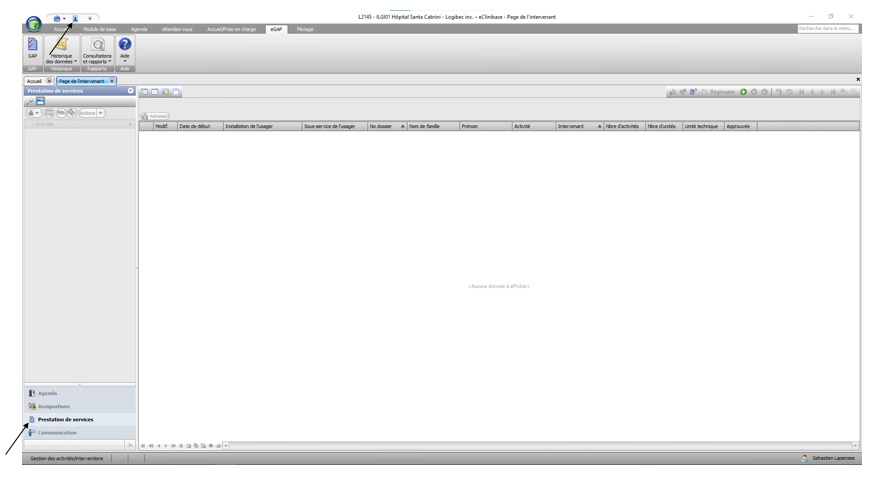 L2145 - ILGI01 Hôpital Santa Cabrini - Logibec inc. – eClinibase - Page de l'intervenant
Accueil Module de base Agenda eRendez-vous Accueil/Prise en charge eGAP Pilotage Recherche dans le menu...
GAP Historique des données Consultations et rapports Aide
GAP Historique Rapports Aide
Accueil Page de l'intervenant
Prestation de services
Regrouper
Actions
Activités
Adresse
Modif. Date de début Installation de l'usager Sous-service de l'usager No dossier Nom de famille Prénom Activité Intervenant Nbre d'activités Nbre d'unités Unité technique Approuvée
<Aucune donnée à afficher>
Agenda
Assignations
Prestation de services
Communication
Gestion des activités/interventions Sebastien Lapensee